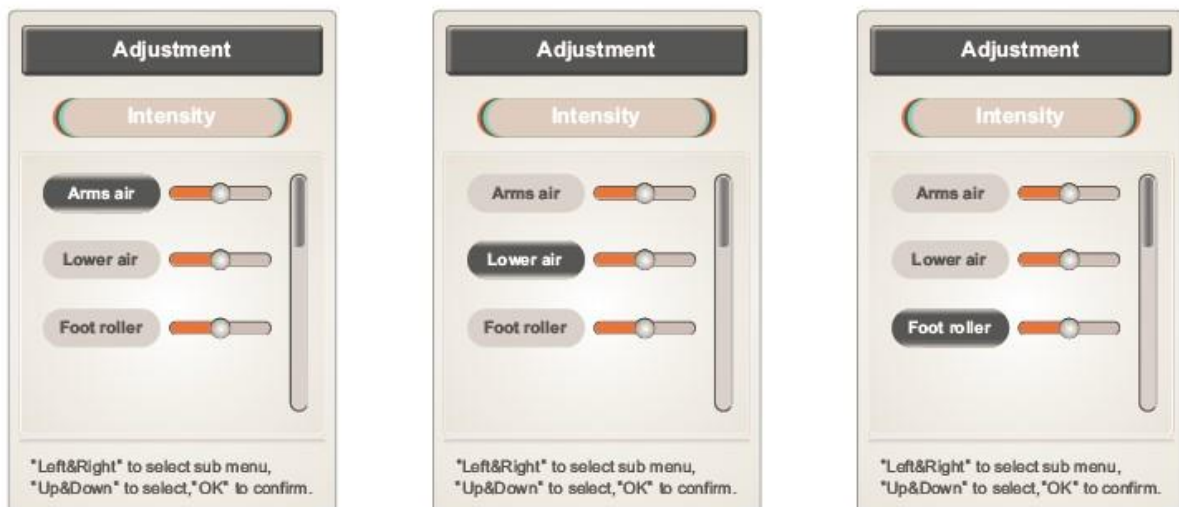 Adjustment
Intensity
Arms air
Lower air
Foot roller
"Left&Right" to select sub menu,
"Up&Down" to select,"OK" to confirm.
Adjustment
Intensity
Arms air
Lower air
Foot roller
"Left&Right" to select sub menu,
"Up&Down" to select,"OK" to confirm.
Adjustment
Intensity
Arms air
Lower air
Foot roller
"Left&Right" to select sub menu,
"Up&Down" to select,"OK" to confirm.